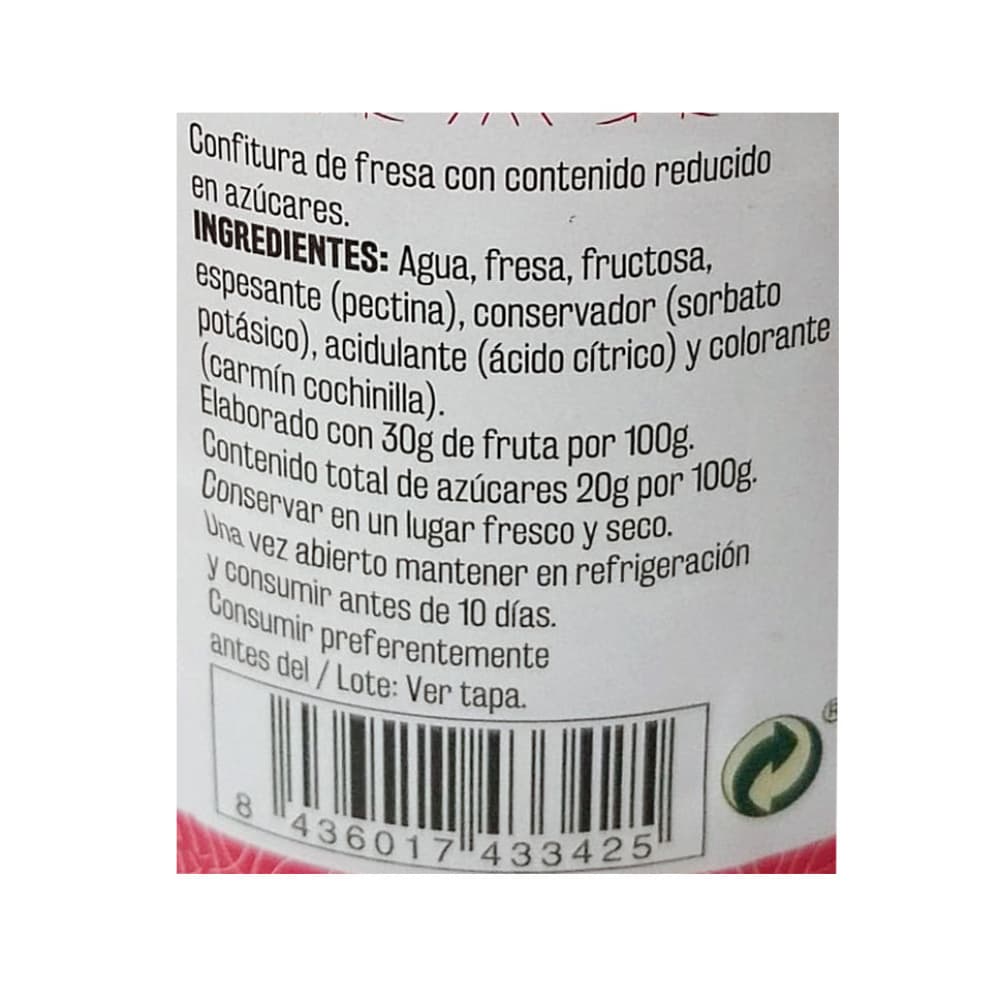 Confitura de fresa con contenido reducido
en azúcares.
INGREDIENTES: Agua, fresa, fructosa,
espesante (pectina), conservador (sorbato
potásico), acidulante (ácido cítrico) y colorante
(carmín cochinilla).
Elaborado con 30g de fruta por 100g.
Contenido total de azúcares 20g por 100g.
Conservar en un lugar fresco y seco.
Una vez abierto mantener en refrigeración
y consumir antes de 10 días.
Consumir preferentemente
antes del / Lote: Ver tapa.
8 436017 433425
®